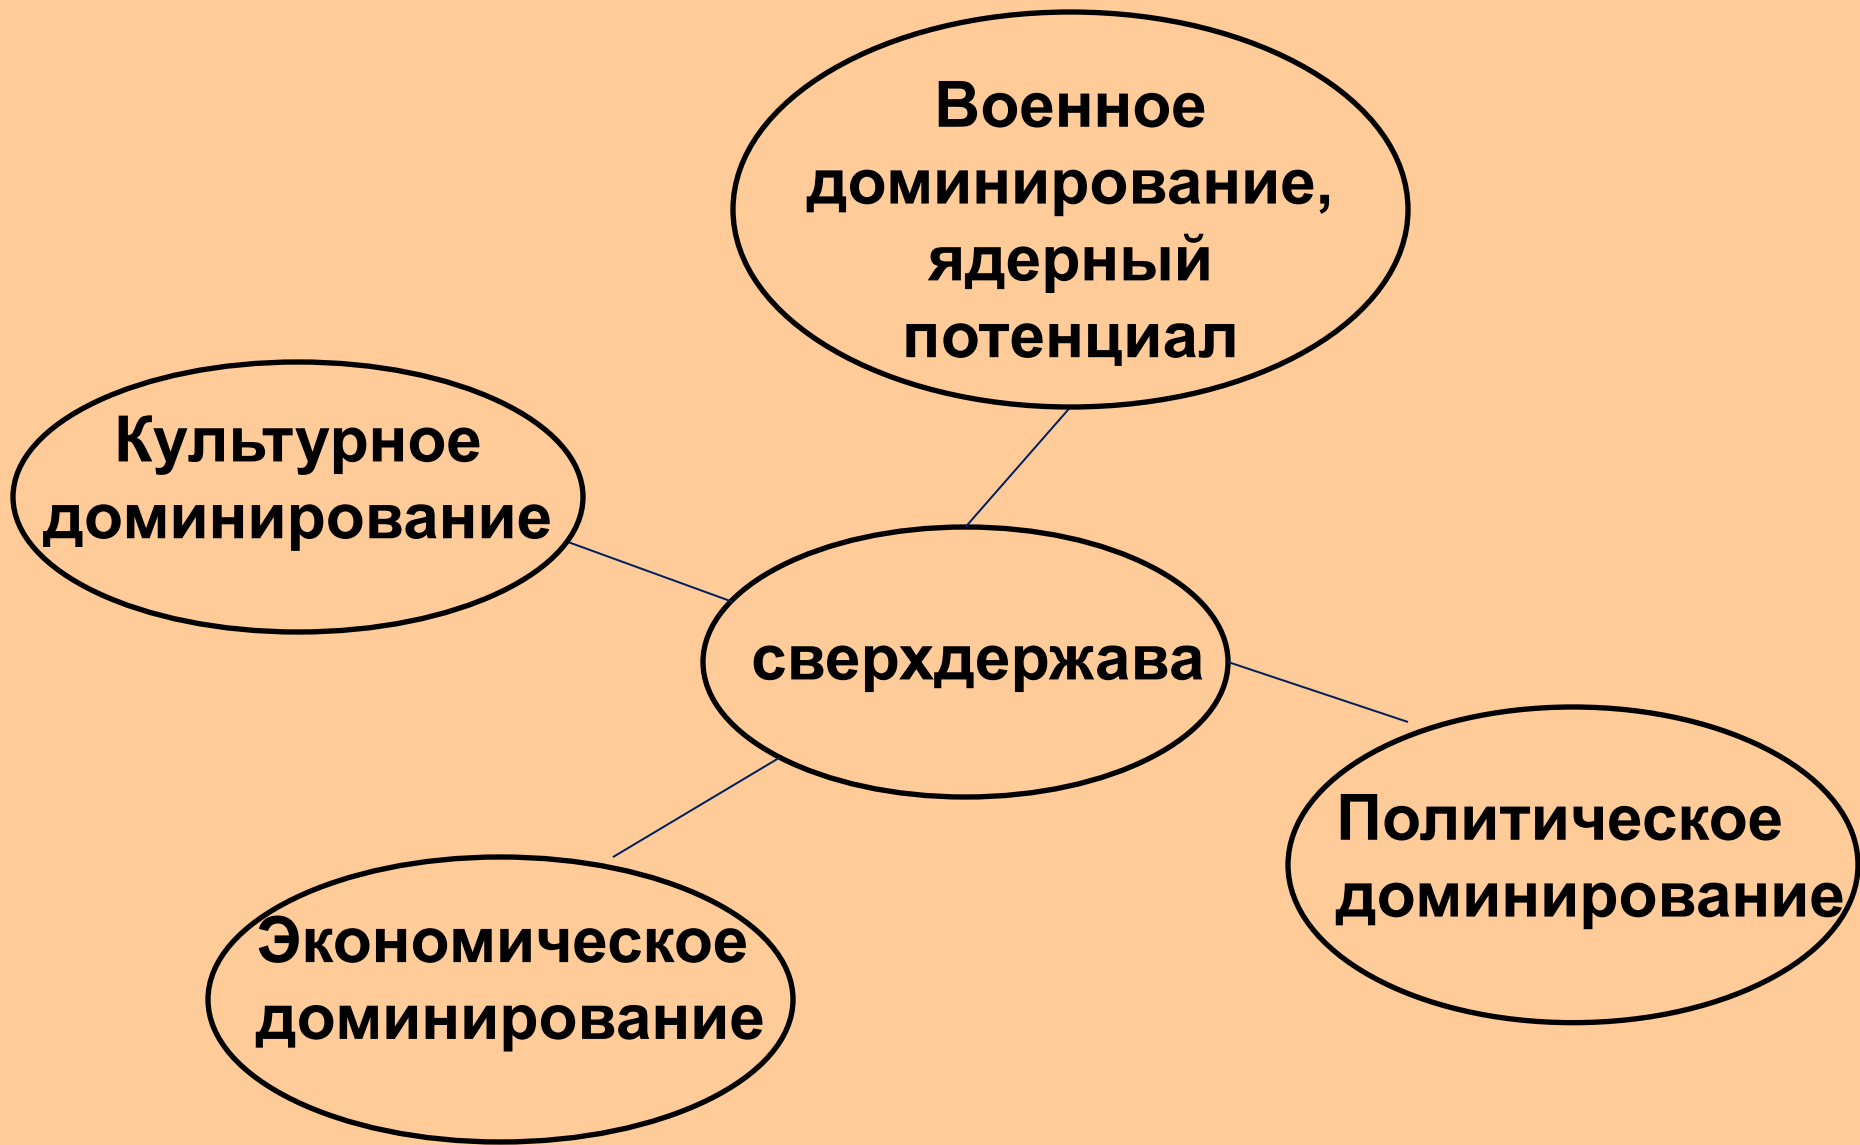 Военное
доминирование,
ядерный
потенциал
Культурное
доминирование
сверхдержава
Политическое
доминирование
Экономическое
доминирование